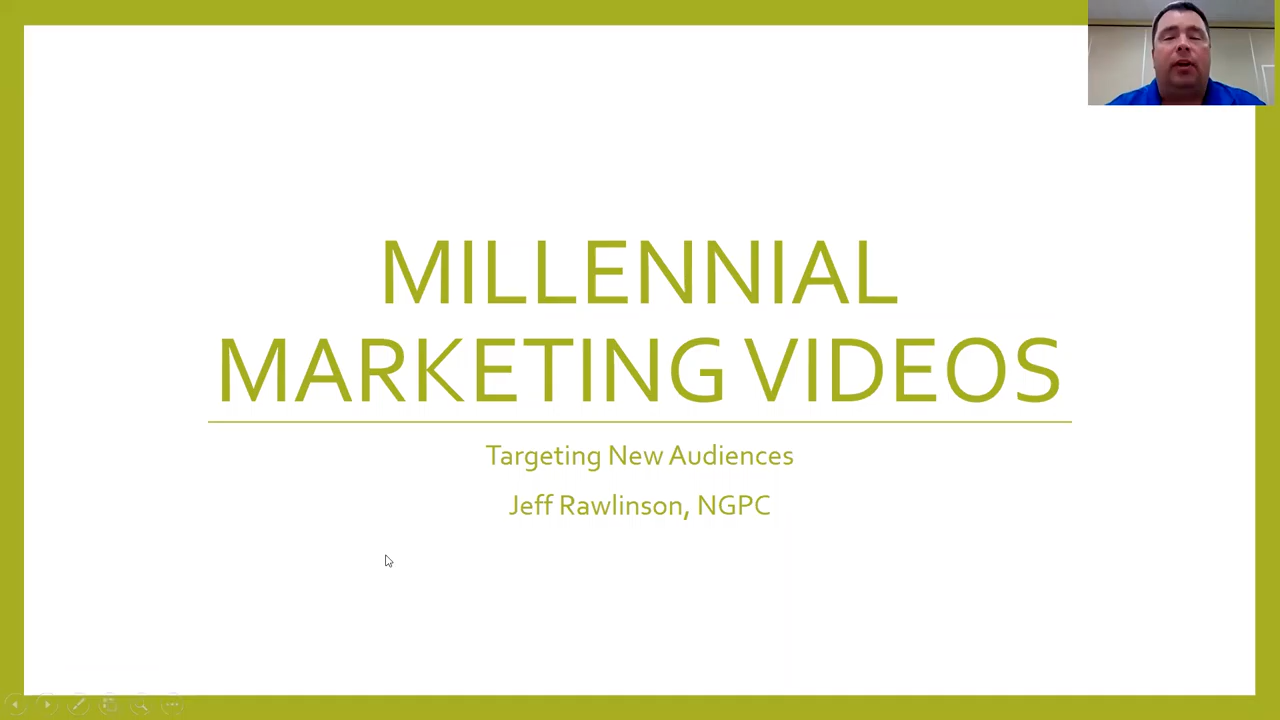 MILLENNIAL
MARKETING VIDEOS
Targeting New Audiences
Jeff Rawlinson, NGPC